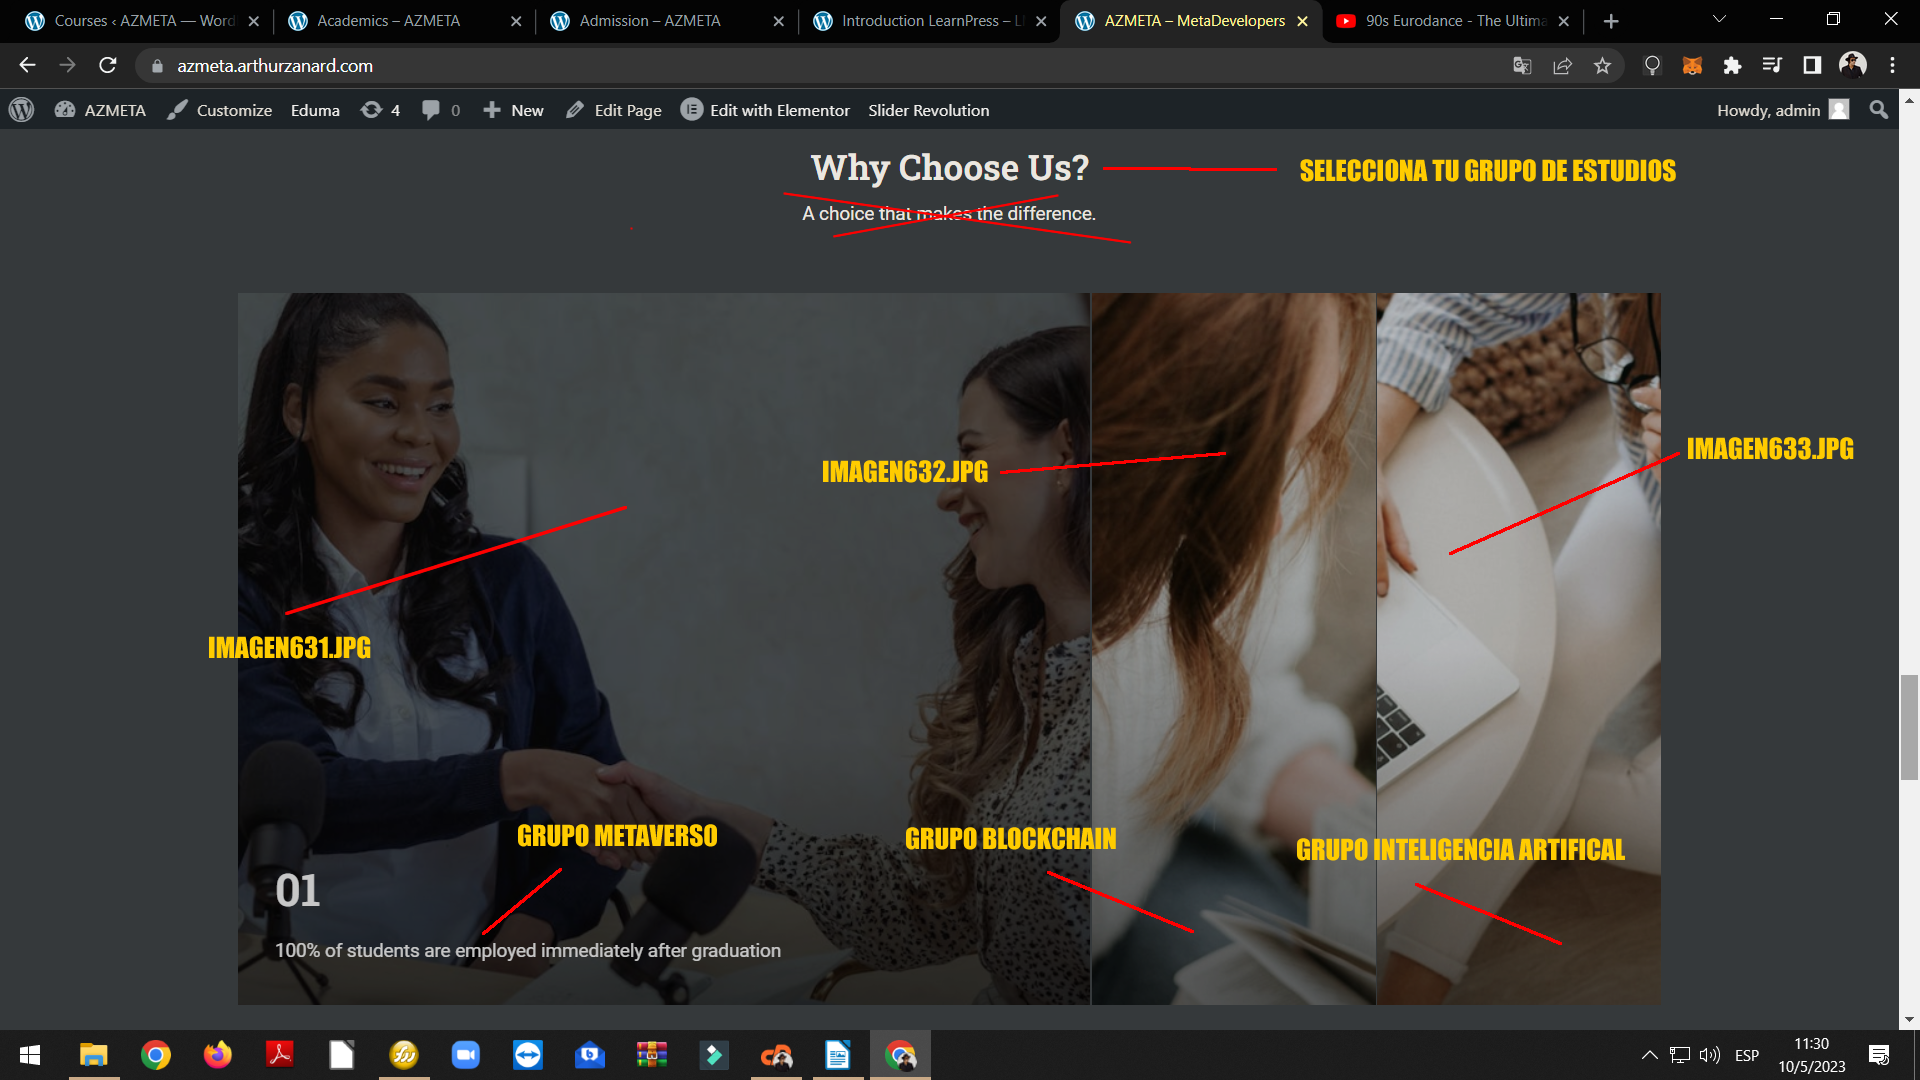 Courses ‹ AZMETA — Word
Academics – AZMETA
Admission – AZMETA
Introduction LearnPress – L
AZMETA – MetaDevelopers
90s Eurodance - The Ultima
azmeta.arthurzanard.com
AZMETA
Customize
Eduma
4
0
New
Edit Page
Edit with Elementor
Slider Revolution
Howdy, admin
Why Choose Us?
SELECCIONA TU GRUPO DE ESTUDIOS
A choice that makes the difference.
IMAGEN632.JPG
IMAGEN633.JPG
IMAGEN631.JPG
GRUPO METAVERSO
GRUPO BLOCKCHAIN
GRUPO INTELIGENCIA ARTIFICAL
01
100% of students are employed immediately after graduation
ESP
11:30
10/5/2023